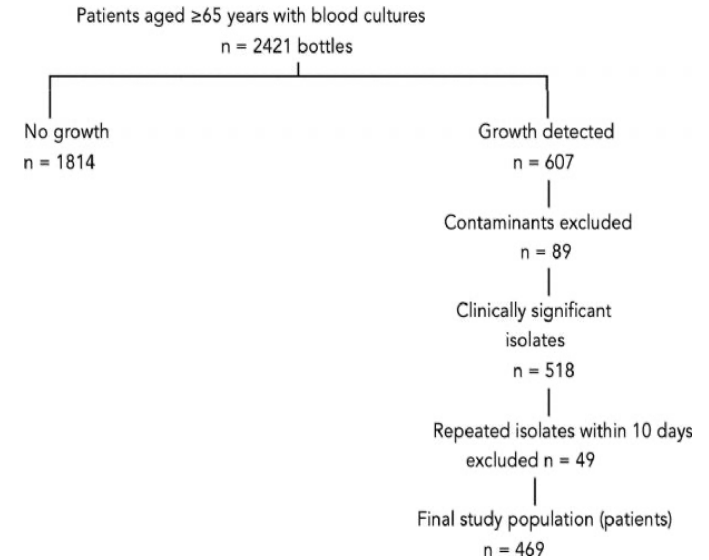 Patients aged ≥65 years with blood cultures
n = 2421 bottles
No growth
n = 1814
Growth detected
n = 607
Contaminants excluded
n = 89
Clinically significant
isolates
n = 518
Repeated isolates within 10 days
excluded n = 49
Final study population (patients)
n = 469